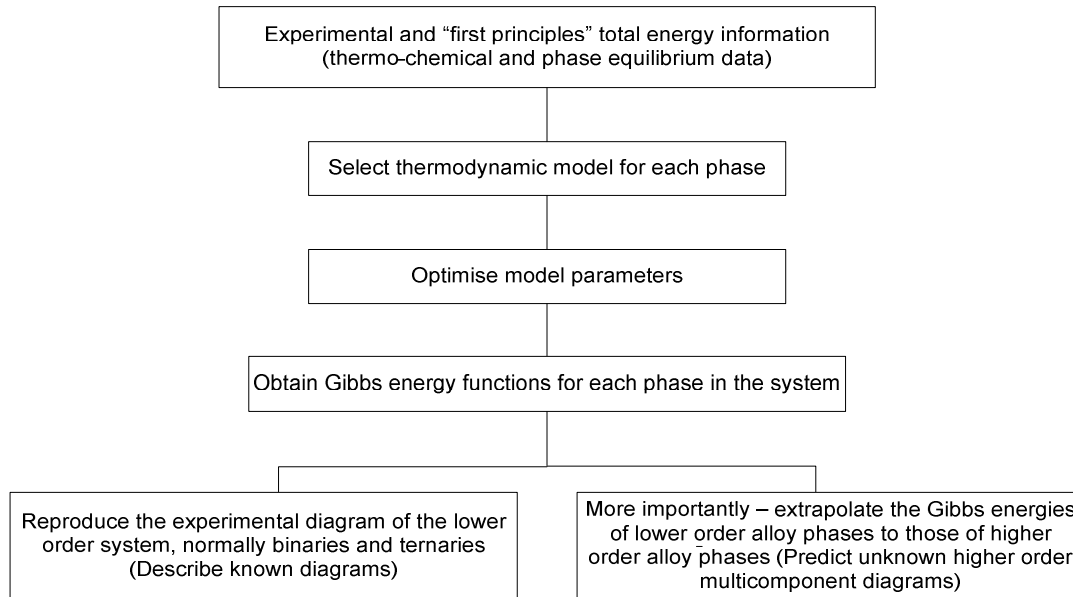 Experimental and “first principles” total energy information
(thermo-chemical and phase equilibrium data)
Select thermodynamic model for each phase
Optimise model parameters
Obtain Gibbs energy functions for each phase in the system
Reproduce the experimental diagram of the lower
order system, normally binaries and ternaries
(Describe known diagrams)
More importantly – extrapolate the Gibbs energies
of lower order alloy phases to those of higher
order alloy phases (Predict unknown higher order
multicomponent diagrams)